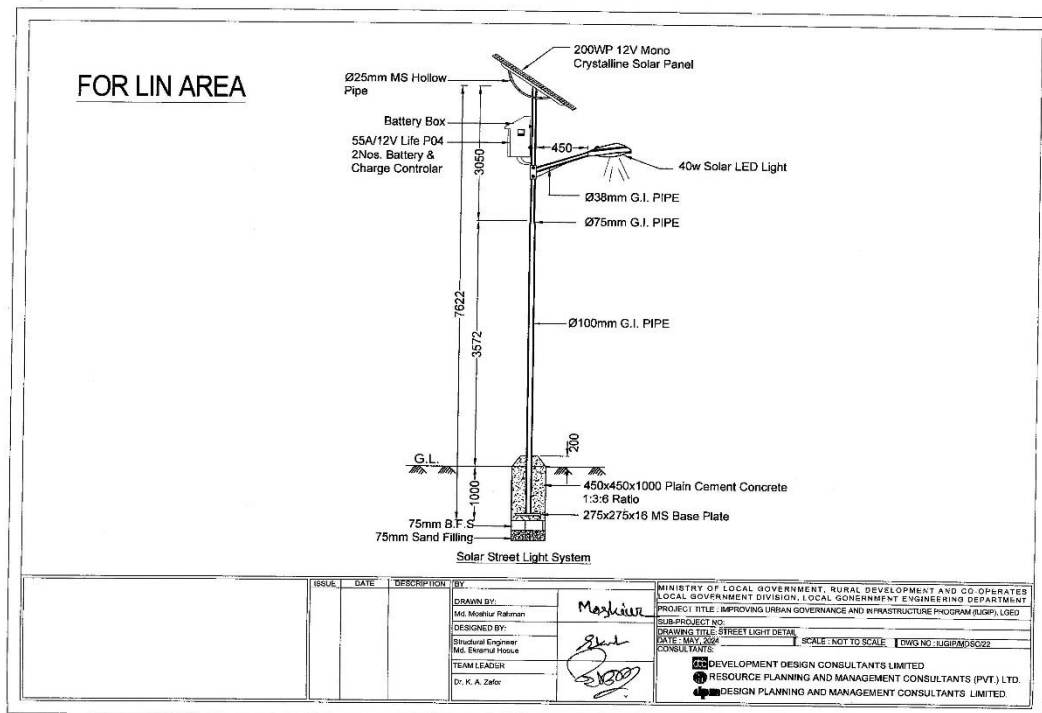 FOR LIN AREA
200WP 12V Mono
Crystalline Solar Panel
Ø25mm MS Hollow
Pipe
Battery Box
55A/12V Life P04
2Nos. Battery &
Charge Controlar
450
40w Solar LED Light
3050
Ø38mm G.I. PIPE
Ø75mm G.I. PIPE
7622
Ø100mm G.I. PIPE
3572
200
G.L.
1000
450x450x1000 Plain Cement Concrete
1:3:6 Ratio
275x275x16 MS Base Plate
75mm B.F.S
75mm Sand Filling
Solar Street Light System
ISSUE DATE DESCRIPTION BY
DRAWN BY:
Md. Moshiur Rahman
Moshiur
DESIGNED BY:
Structural Engineer
Md. Ekramul Hoque
TEAM LEADER
Dr. K. A. Zafor
MINISTRY OF LOCAL GOVERNMENT, RURAL DEVELOPMENT AND CO-OPERATES
LOCAL GOVERNMENT DIVISION, LOCAL GONERNMENT ENGINEERING DEPARTMENT
PROJECT TITLE : IMPROVING URBAN GOVERNANCE AND INFRASTRUCTURE PROGRAM (IUGIP), LGED
SUB-PROJECT NO:
DRAWING TITLE: STREET LIGHT DETAIL
DATE : MAY, 2024 SCALE : NOT TO SCALE DWG NO : IUGIP/MDSC/22
CONSULTANTS:
DEVELOPMENT DESIGN CONSULTANTS LIMITED
RESOURCE PLANNING AND MANAGEMENT CONSULTANTS (PVT.) LTD.
dpm DESIGN PLANNING AND MANAGEMENT CONSULTANTS LIMITED.